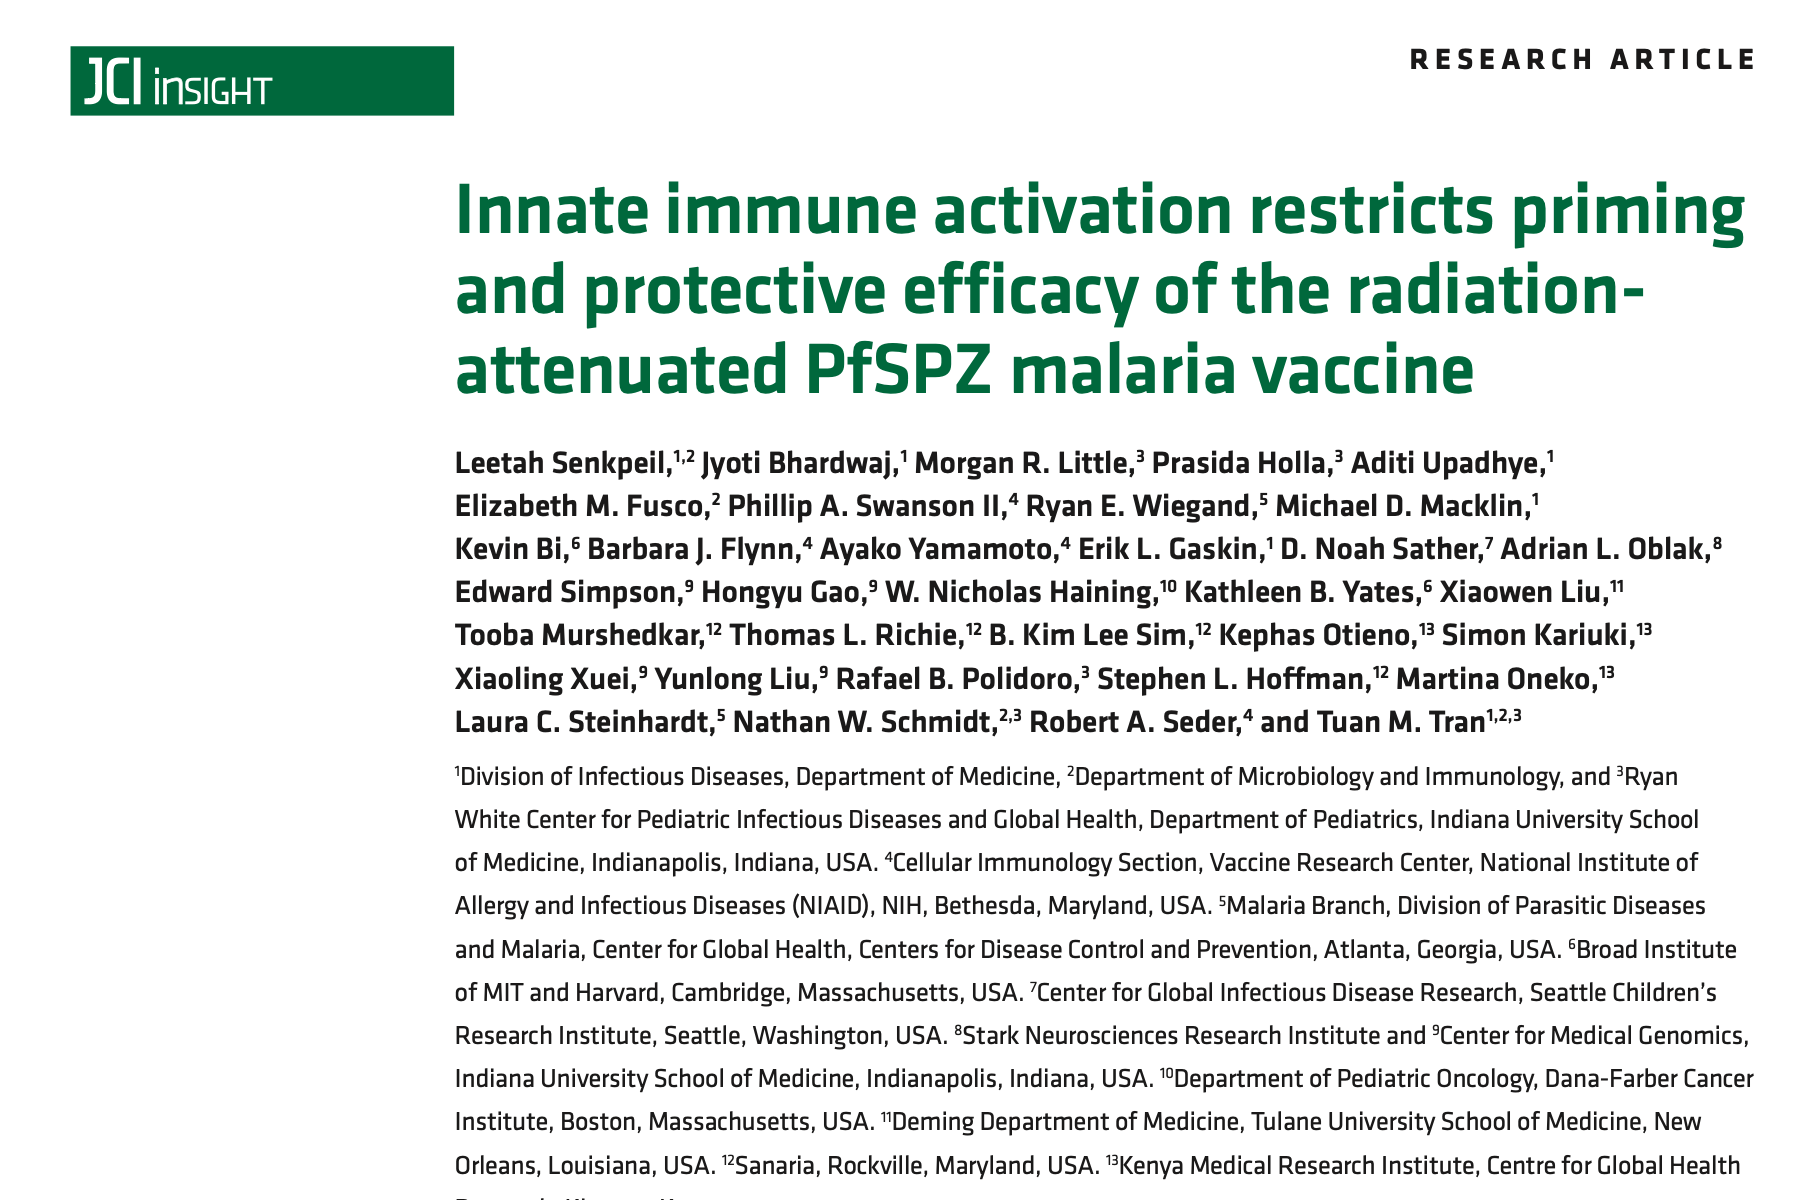 JCI insight
RESEARCH ARTICLE
Innate immune activation restricts priming
and protective efficacy of the radiation-
attenuated PfSPZ malaria vaccine
Leetah Senkpeil,1,2 Jyoti Bhardwaj,1 Morgan R. Little,3 Prasida Holla,3 Aditi Upadhye,1
Elizabeth M. Fusco,2 Phillip A. Swanson II,4 Ryan E. Wiegand,5 Michael D. Macklin,1
Kevin Bi,6 Barbara J. Flynn,4 Ayako Yamamoto,4 Erik L. Gaskin,1 D. Noah Sather,7 Adrian L. Oblak,8
Edward Simpson,9 Hongyu Gao,9 W. Nicholas Haining,10 Kathleen B. Yates,6 Xiaowen Liu,11
Tooba Murshedkar,12 Thomas L. Richie,12 B. Kim Lee Sim,12 Kephas Otieno,13 Simon Kariuki,13
Xiaoling Xuei,9 Yunlong Liu,9 Rafael B. Polidoro,3 Stephen L. Hoffman,12 Martina Oneko,13
Laura C. Steinhardt,5 Nathan W. Schmidt,2,3 Robert A. Seder,4 and Tuan M. Tran1,2,3
1Division of Infectious Diseases, Department of Medicine, 2Department of Microbiology and Immunology, and 3Ryan
White Center for Pediatric Infectious Diseases and Global Health, Department of Pediatrics, Indiana University School
of Medicine, Indianapolis, Indiana, USA. 4Cellular Immunology Section, Vaccine Research Center, National Institute of
Allergy and Infectious Diseases (NIAID), NIH, Bethesda, Maryland, USA. 5Malaria Branch, Division of Parasitic Diseases
and Malaria, Center for Global Health, Centers for Disease Control and Prevention, Atlanta, Georgia, USA. 6Broad Institute
of MIT and Harvard, Cambridge, Massachusetts, USA. 7Center for Global Infectious Disease Research, Seattle Children's
Research Institute, Seattle, Washington, USA. 8Stark Neurosciences Research Institute and 9Center for Medical Genomics,
Indiana University School of Medicine, Indianapolis, Indiana, USA. 10Department of Pediatric Oncology, Dana-Farber Cancer
Institute, Boston, Massachusetts, USA. 11Deming Department of Medicine, Tulane University School of Medicine, New
Orleans, Louisiana, USA. 12Sanaria, Rockville, Maryland, USA. 13Kenya Medical Research Institute, Centre for Global Health